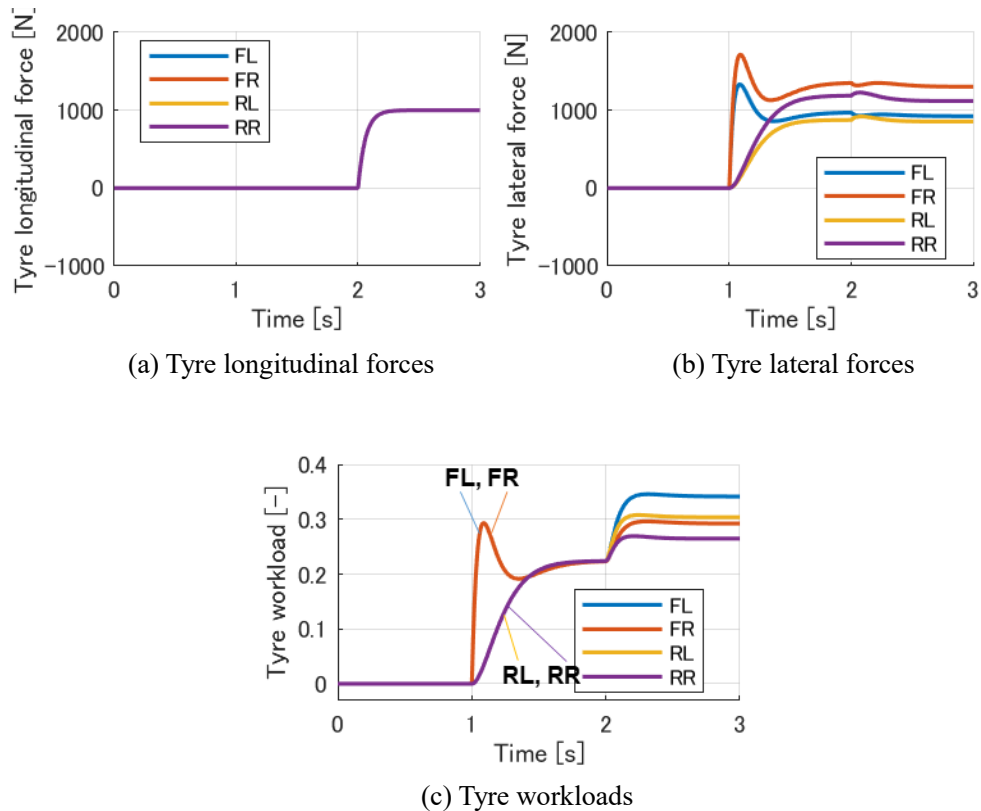 Tyre longitudinal force [N]
2000
1000
0
−1000
FL
FR
RL
RR
0 1 2 3
Time [s]
(a) Tyre longitudinal forces
Tyre lateral force [N]
2000
1000
0
−1000
FL
FR
RL
RR
0 1 2 3
Time [s]
(b) Tyre lateral forces
Tyre workload [-]
0.4
0.3
0.2
0.1
0
FL, FR
RL, RR
FL
FR
RL
RR
0 1 2 3
Time [s]
(c) Tyre workloads